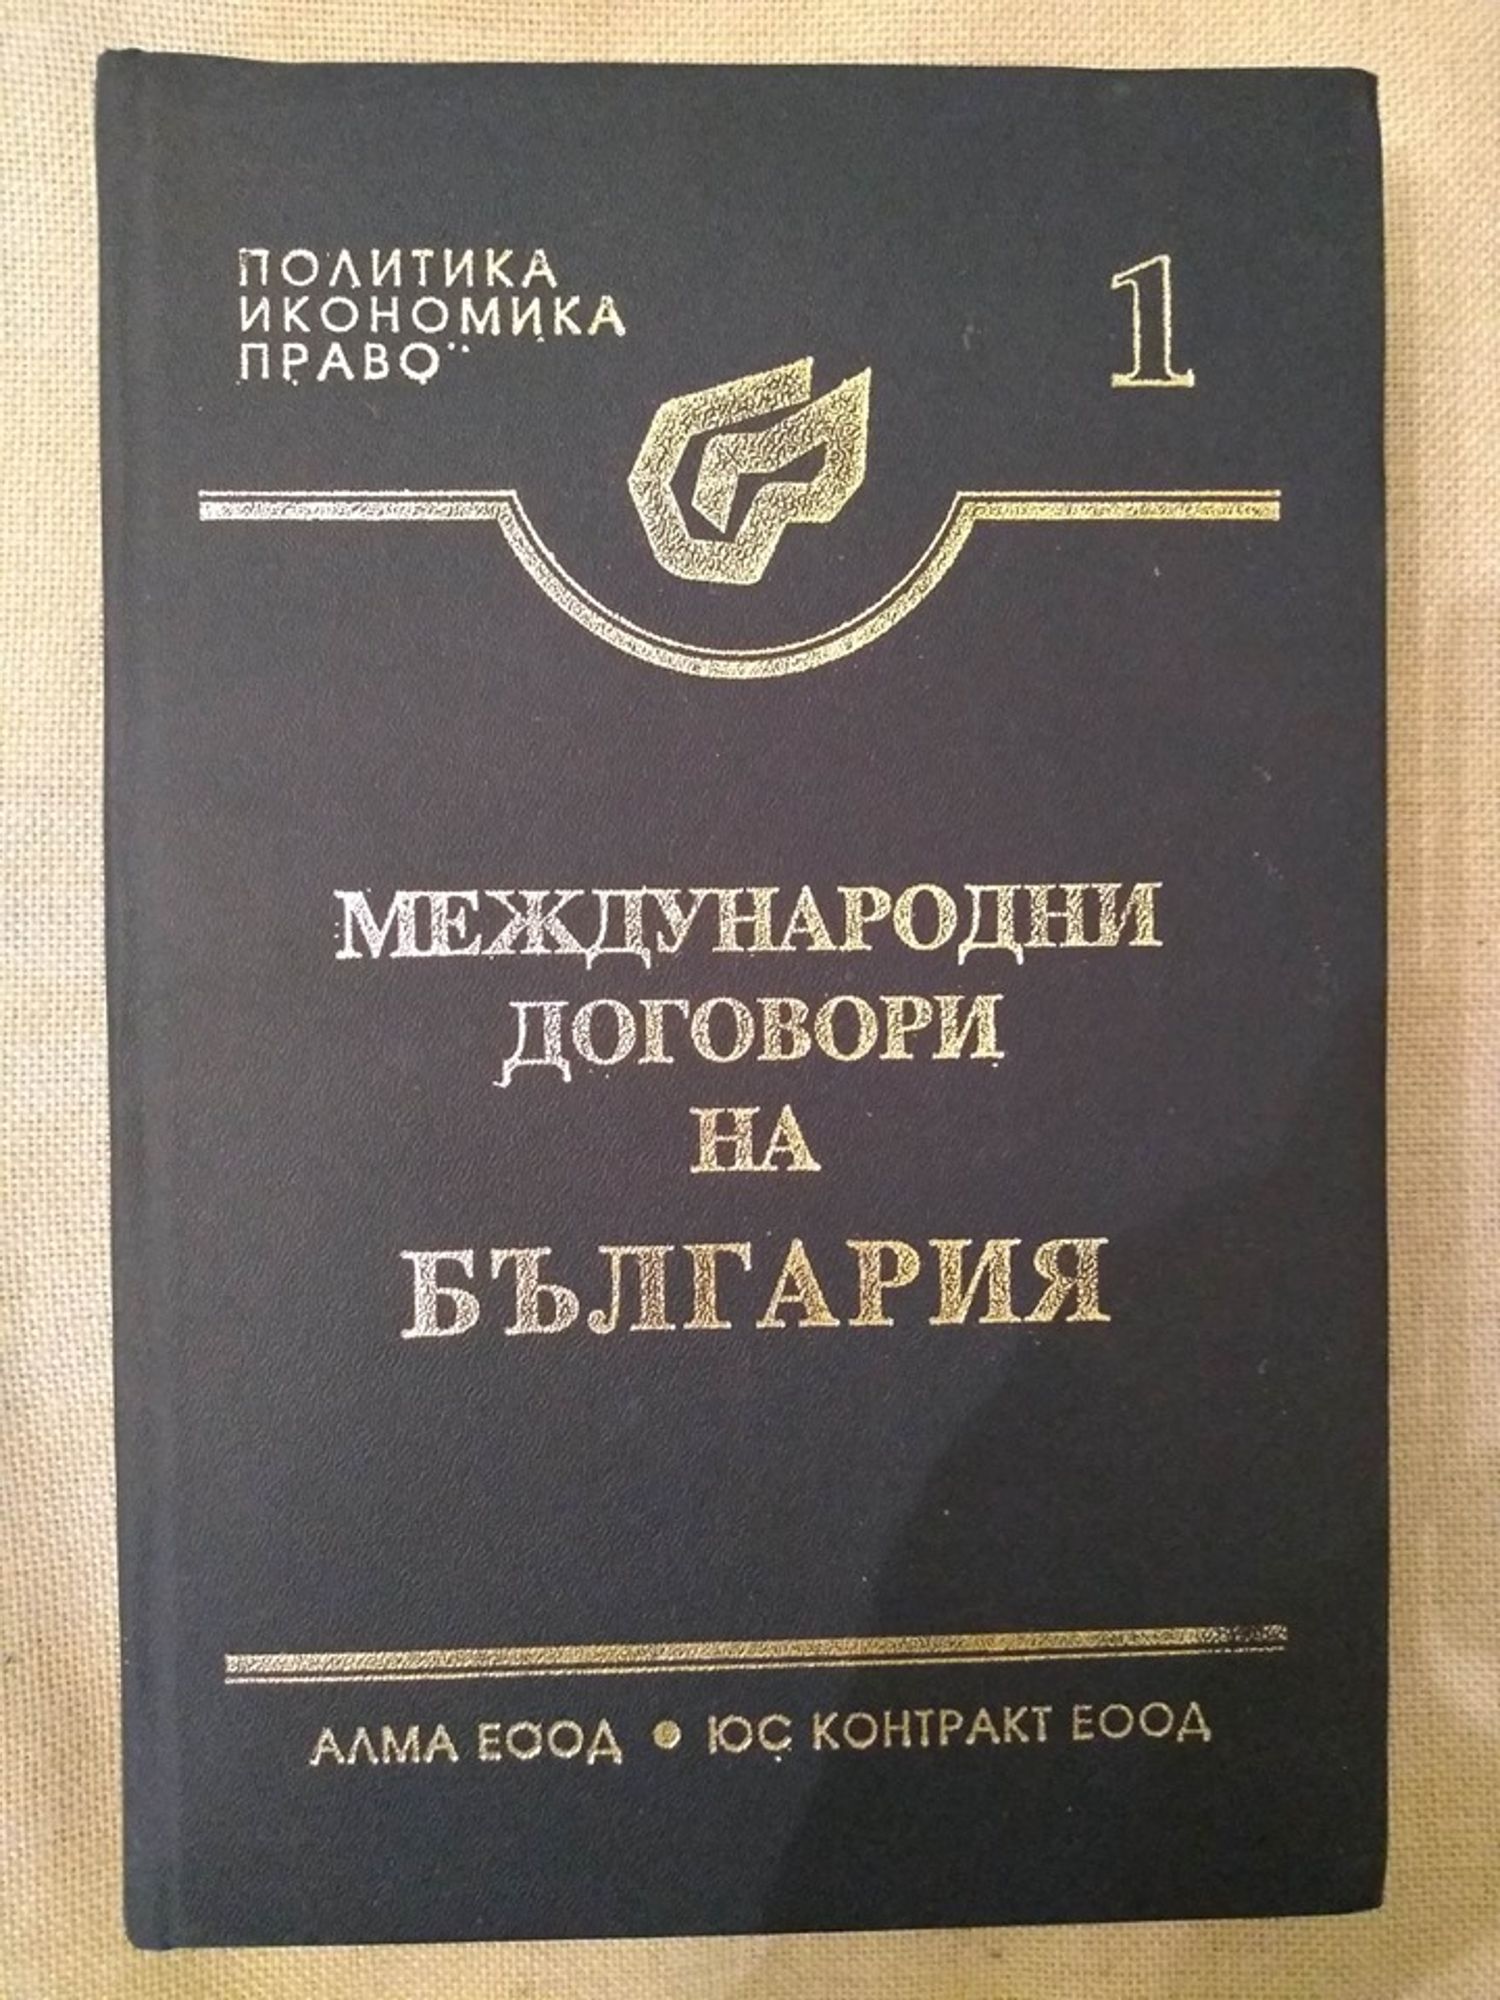 ПОЛИТИКА
ИКОНОМИКА
ПРАВО
1
МЕЖДУНАРОДНИ
ДОГОВОРИ
НА
БЪЛГАРИЯ
АЛМА ЕООД • ЮС КОНТРАКТ ЕООД